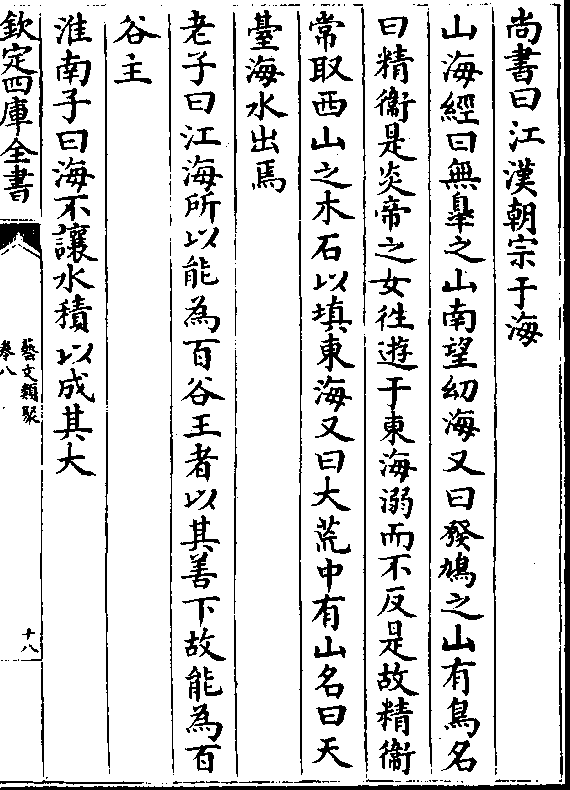 尚書曰江漢朝宗于海
山海經曰無皐之山南望㓜海又曰發鳩之山有鳥名
曰精衞是炎帝之女徃遊于東海溺而不反是故精衞
常取西山之木石以填東海又曰大荒中有山名曰天
臺海水出焉
老子曰江海所以能為百谷王者以其善下故能為百
谷主
淮南子曰海不讓水積以成其大
欽定四庫全書
藝文類聚
卷八
十八